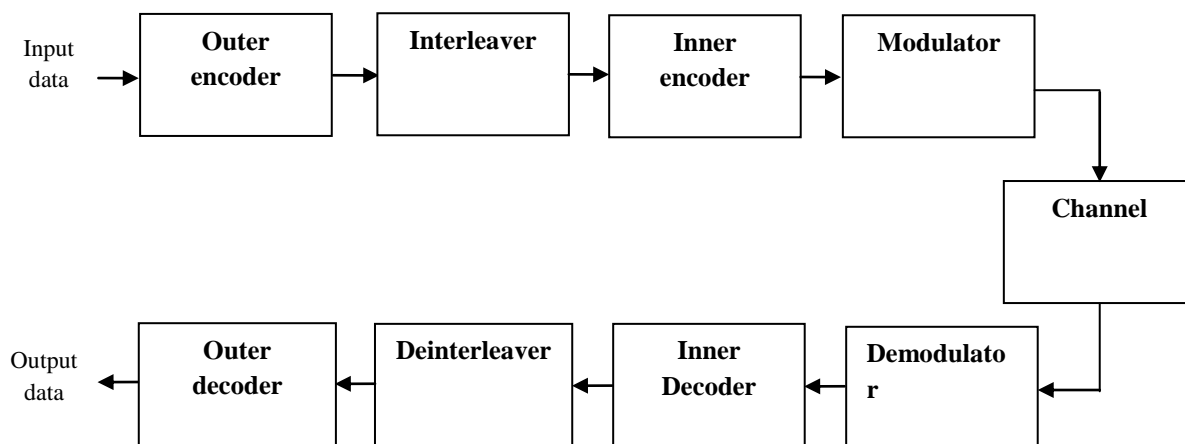 Input
data
Outer
encoder
Interleaver
Inner
encoder
Modulator
Channel
Output
data
Outer
decoder
Deinterleaver
Inner
Decoder
Demodulato
r